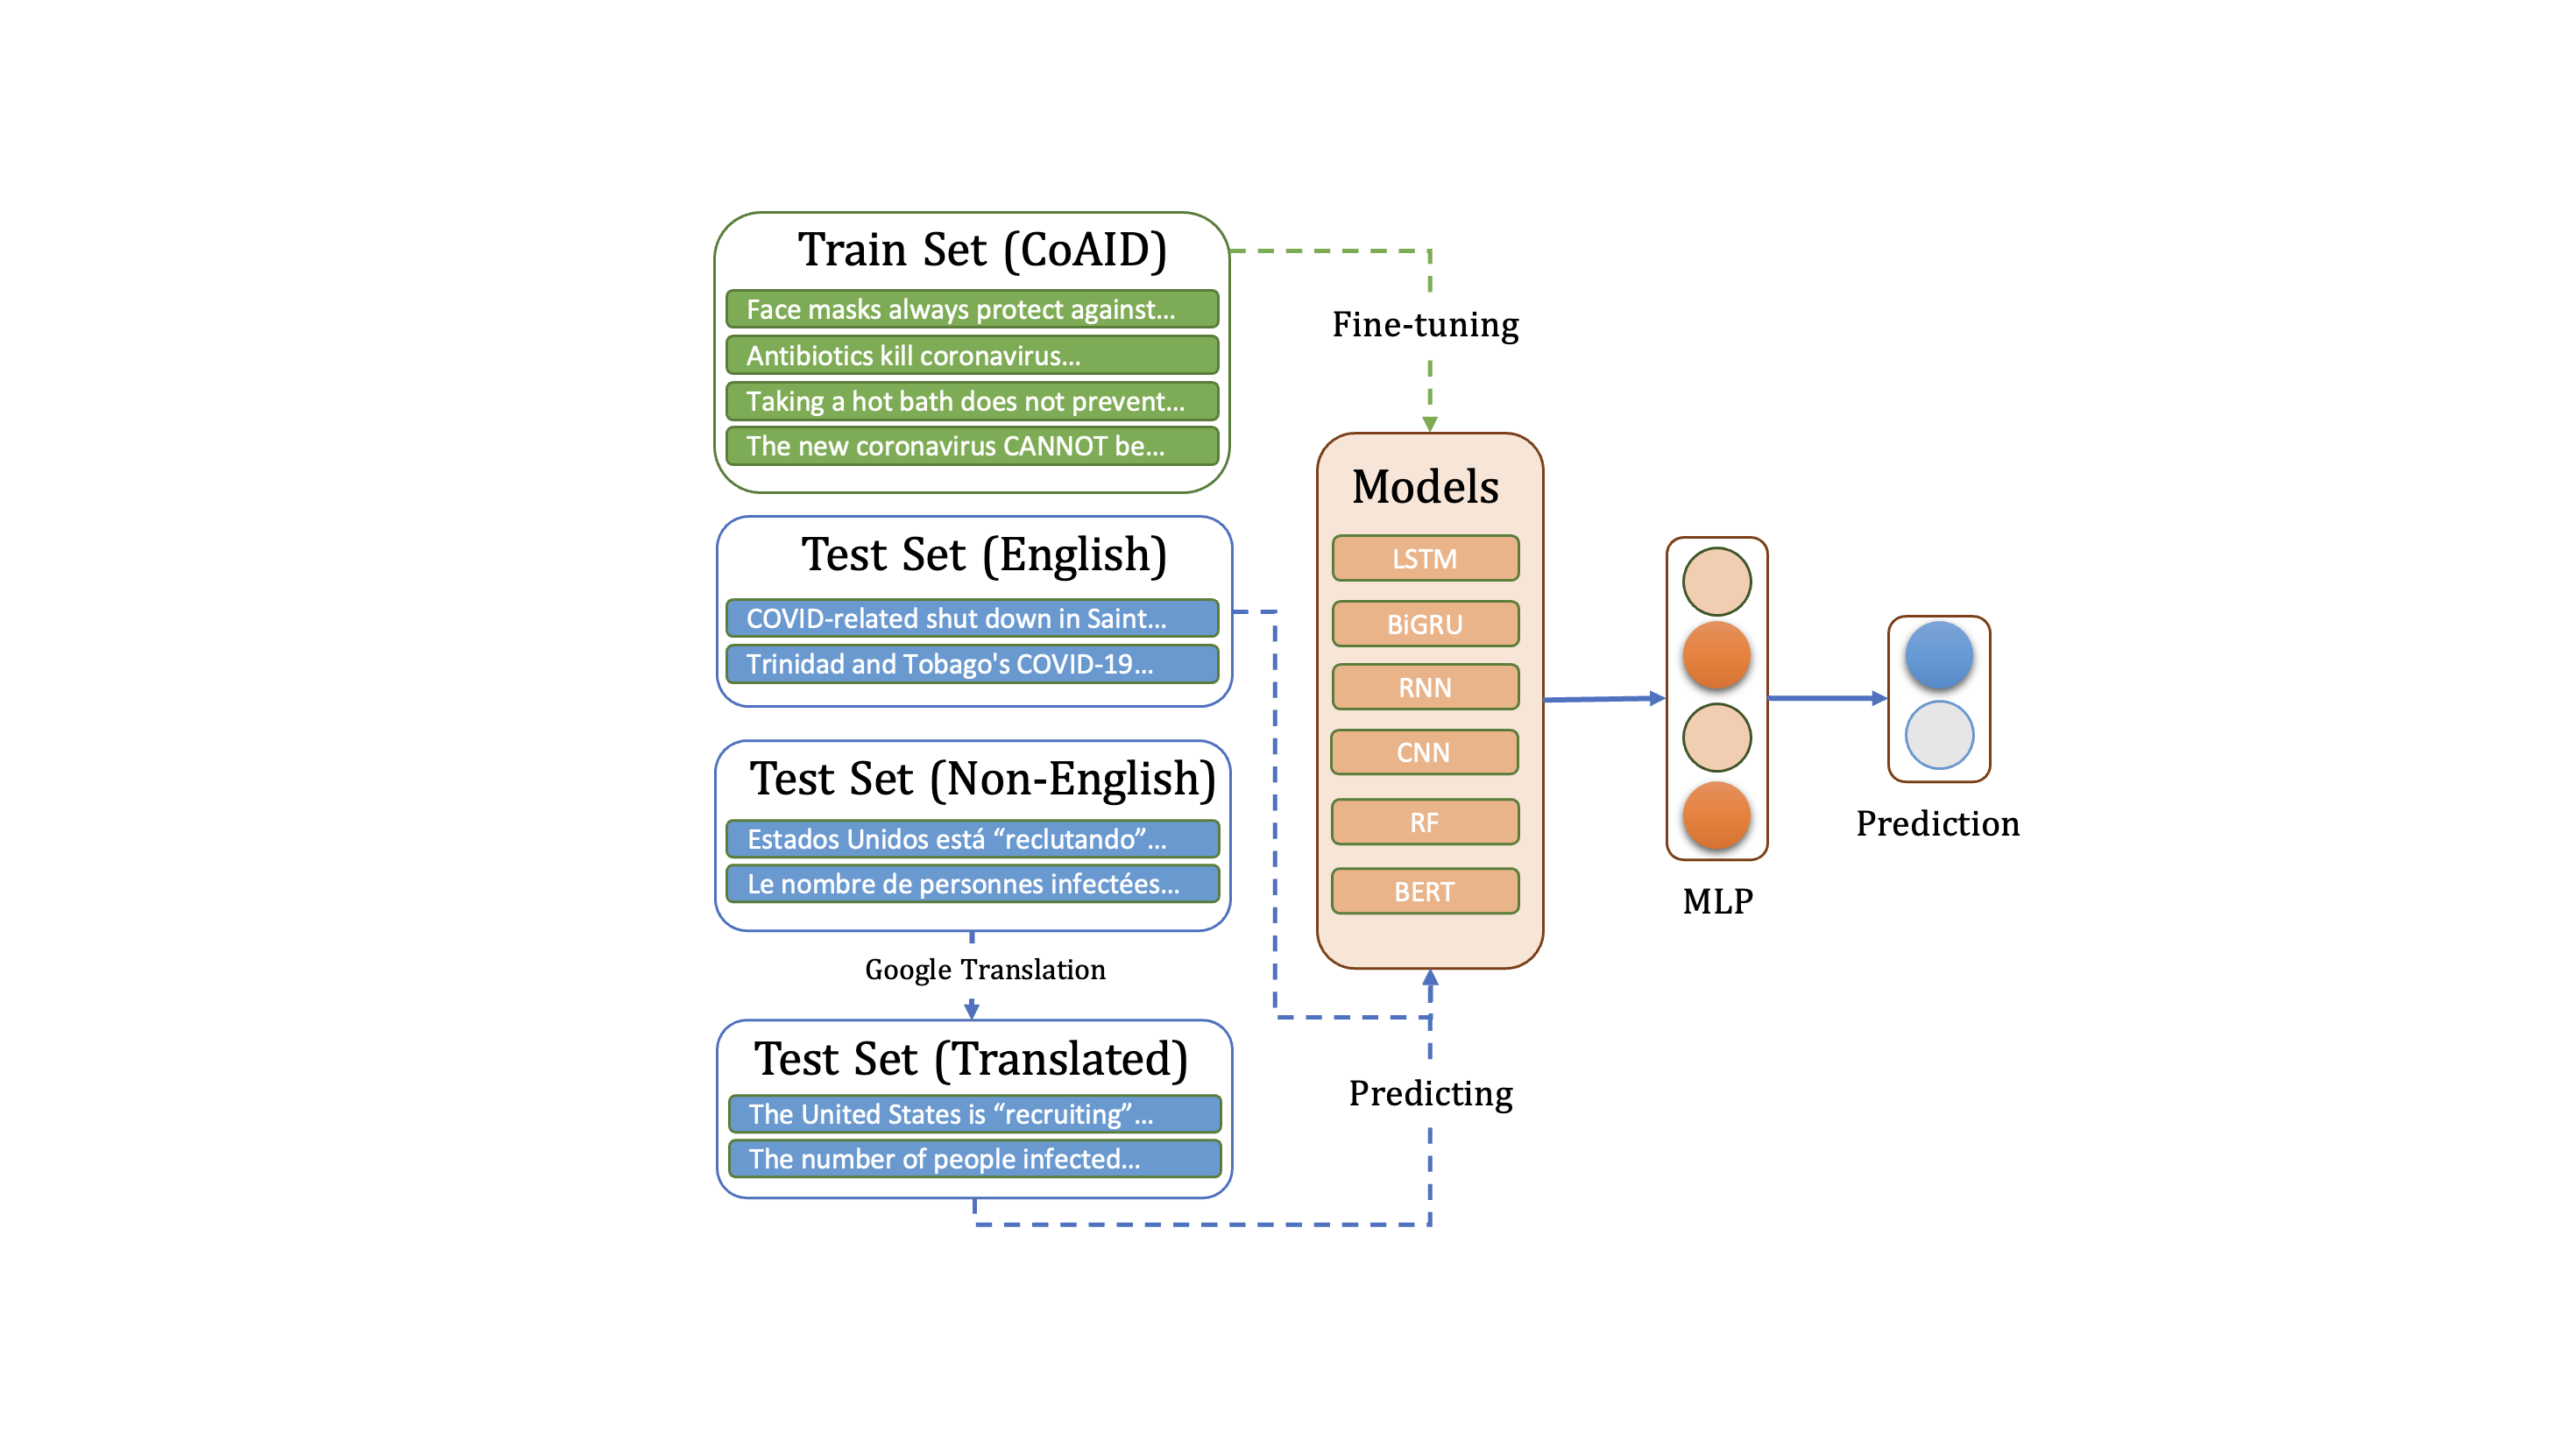 Train Set (CoAID)
Face masks always protect against...
Antibiotics kill coronavirus...
Taking a hot bath does not prevent...
The new coronavirus CANNOT be...
Test Set (English)
COVID-related shut down in Saint...
Trinidad and Tobago's COVID-19...
Test Set (Non-English)
Estados Unidos está “reclutando”...
Le nombre de personnes infectées...
Google Translation
Test Set (Translated)
The United States is “recruiting”...
The number of people infected...
Fine-tuning
Models
LSTM
BiGRU
RNN
CNN
RF
BERT
Predicting
MLP
Prediction